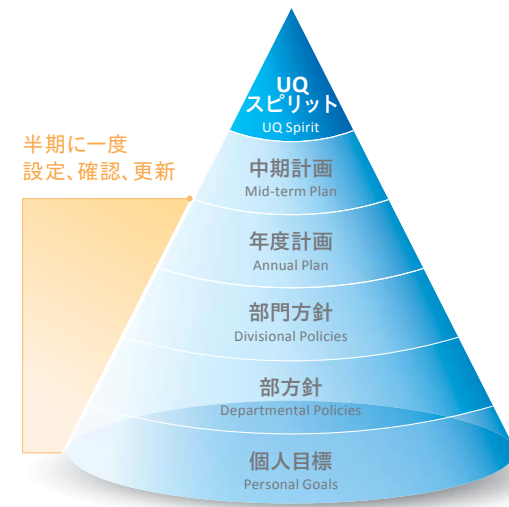 UQ
スピリット
UQ Spirit
半期に一度
設定、確認、更新
中期計画
Mid-term Plan
年度計画
Annual Plan
部門方針
Divisional Policies
部方針
Departmental Policies
個人目標
Personal Goals